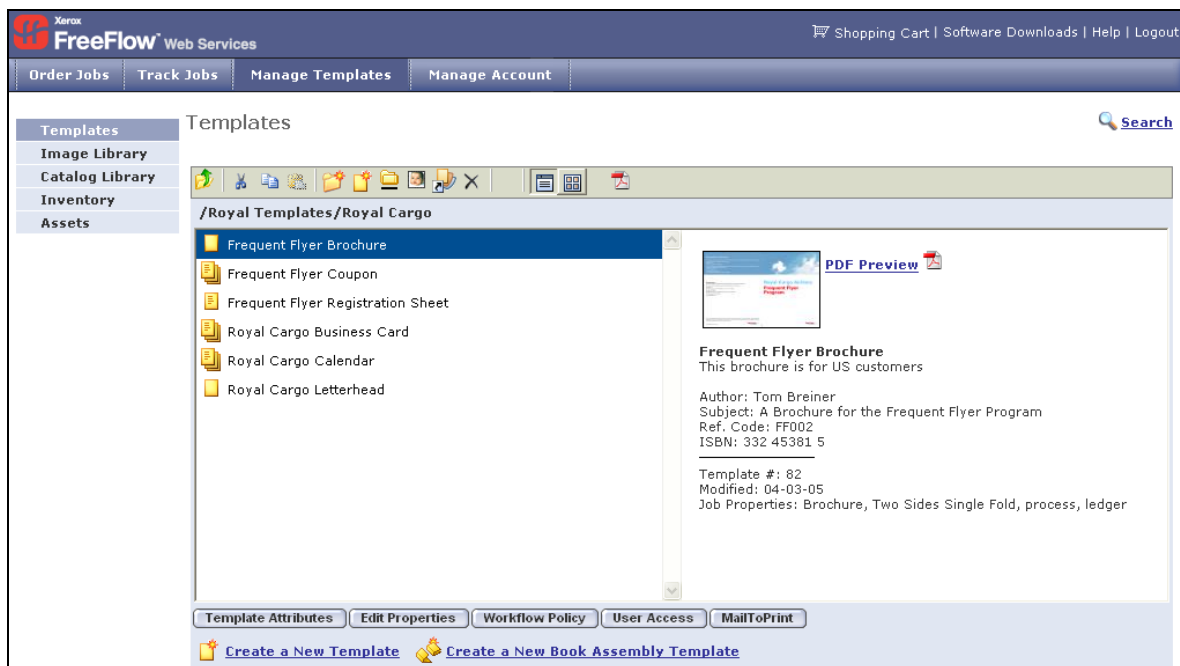 Xerox
FreeFlow™ Web Services
Shopping Cart | Software Downloads | Help | Logout
Order Jobs Track Jobs Manage Templates Manage Account
Templates
Image Library
Catalog Library
Inventory
Assets
Templates
Search
/Royal Templates/Royal Cargo
Frequent Flyer Brochure
Frequent Flyer Coupon
Frequent Flyer Registration Sheet
Royal Cargo Business Card
Royal Cargo Calendar
Royal Cargo Letterhead
PDF Preview
Frequent Flyer Brochure
This brochure is for US customers
Author: Tom Breiner
Subject: A Brochure for the Frequent Flyer Program
Ref. Code: FF002
ISBN: 332 45381 5
Template #: 82
Modified: 04-03-05
Job Properties: Brochure, Two Sides Single Fold, process, ledger
Template Attributes Edit Properties Workflow Policy User Access MailToPrint
Create a New Template Create a New Book Assembly Template